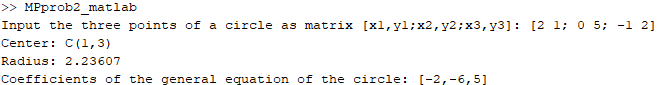 >> MPprob2_matlab
Input the three points of a circle as matrix [x1,y1;x2,y2;x3,y3]: [2 1; 0 5; -1 2]
Center: C(1,3)
Radius: 2.23607
Coefficients of the general equation of the circle: [-2,-6,5]